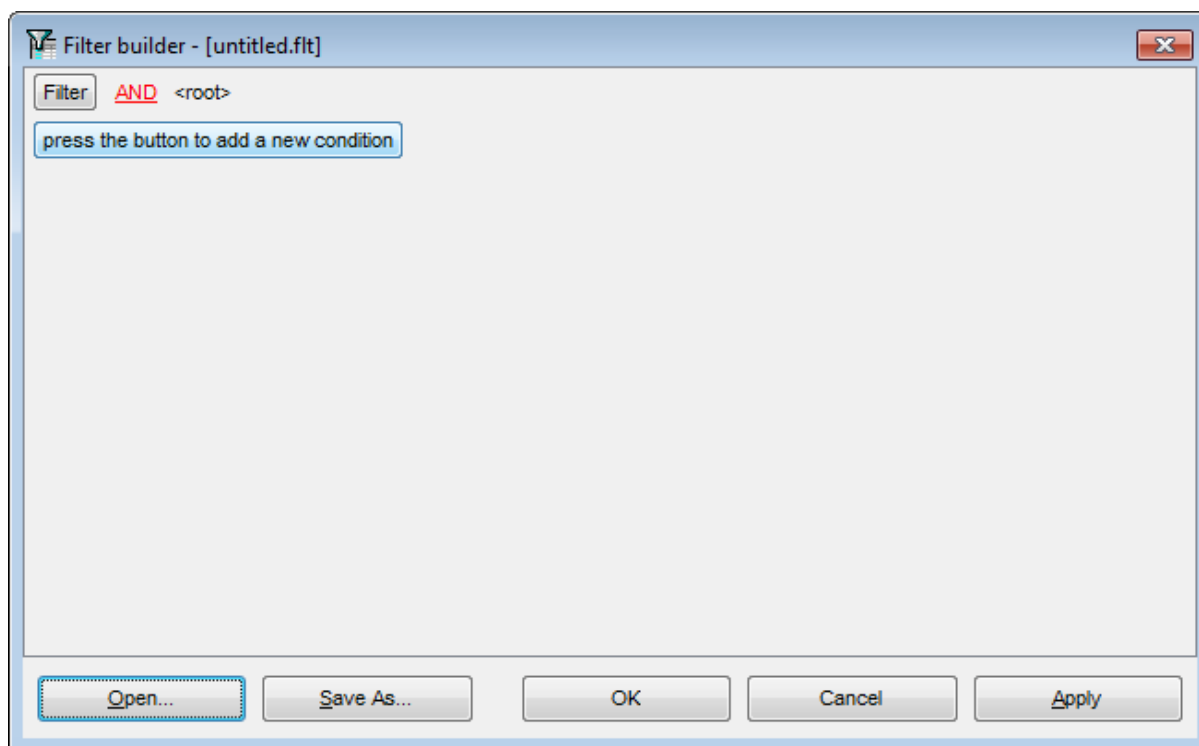 Filter builder - [untitled.flt]
Filter AND <root>
press the button to add a new condition
Open... Save As... OK Cancel Apply